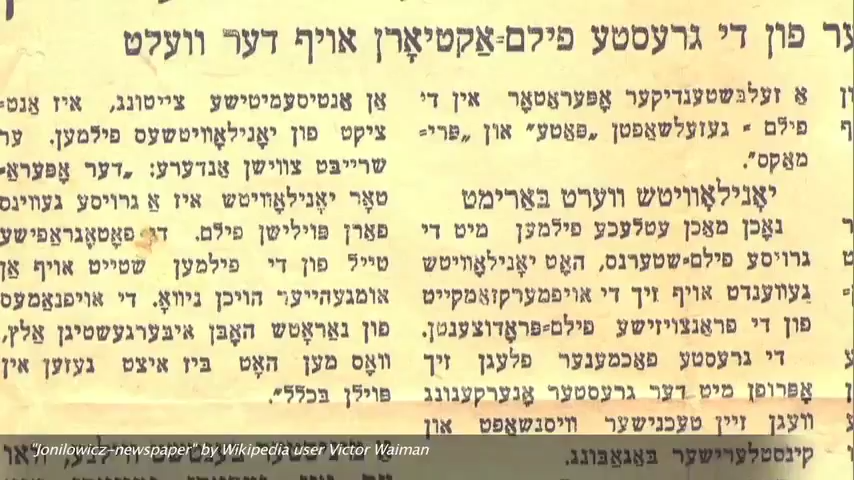 ער פון די גרעסטע פילם=אַקטיאָרן אויף דער וועלט
אַ זעלבשטענדיקער אָפּעראַטאָר אין די
פילם = געזעלשאַפטן „פּאַטע" און „פּרי=
מאַקס".
יאָנילאָוויטש ווערט באַרימט
נאָכן מאַכן עטלעכע פילמען מיט די
גרויסע פילם=שטערנס, האָט יאָנילאָוויטש
געווענדט אויף זיך די אויפמערקזאַמקייט
פון די פראַנצויזישע פילם=פּראָדוצענטן.
די גרעסטע פאַכמענער פלעגן זיך
אָפּרופן מיט דער גרעסטער אָנערקענונג
וועגן זיין טעכנישער וויסנשאַפט און
קינסטלערישער באַגאַבונג.
אַן אַנטיסעמיטישע צייטונג, איז אַנט=
ציקט פון יאָנילאָוויטשעס פילמען. ער
שרייבט צווישן אַנדערע: „דער אָפּעראַ=
טאָר יאָנילאָוויטש איז אַ גרויסע געווינס
פאַרן פּוילישן פילם. די פאָטאָגראַפישע
טייל פון די פילמען שטייט אויף אַן
אומגעהייער הויכן ניוואָ. די אויפנאַמעס
פון נאַראָטש האָבן איבערגעשטיגן אַלץ,
וואָס מען האָט ביז איצט געזען אין
פּוילן בכלל".
"Jonilowicz-newspaper" by Wikipedia user Victor Waiman